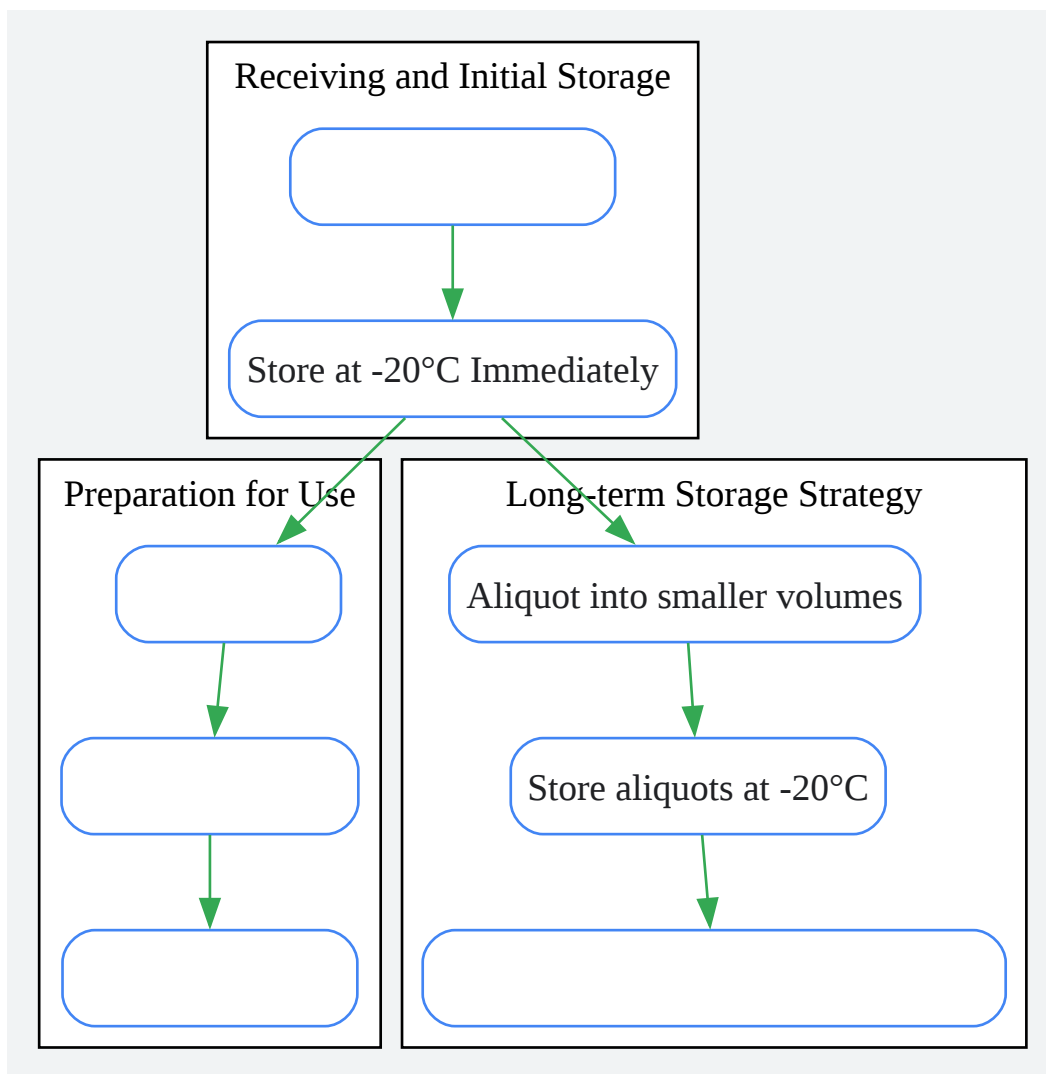 Receiving and Initial Storage
Store at -20°C Immediately
Preparation for Use
Long-term Storage Strategy
Aliquot into smaller volumes
Store aliquots at -20°C